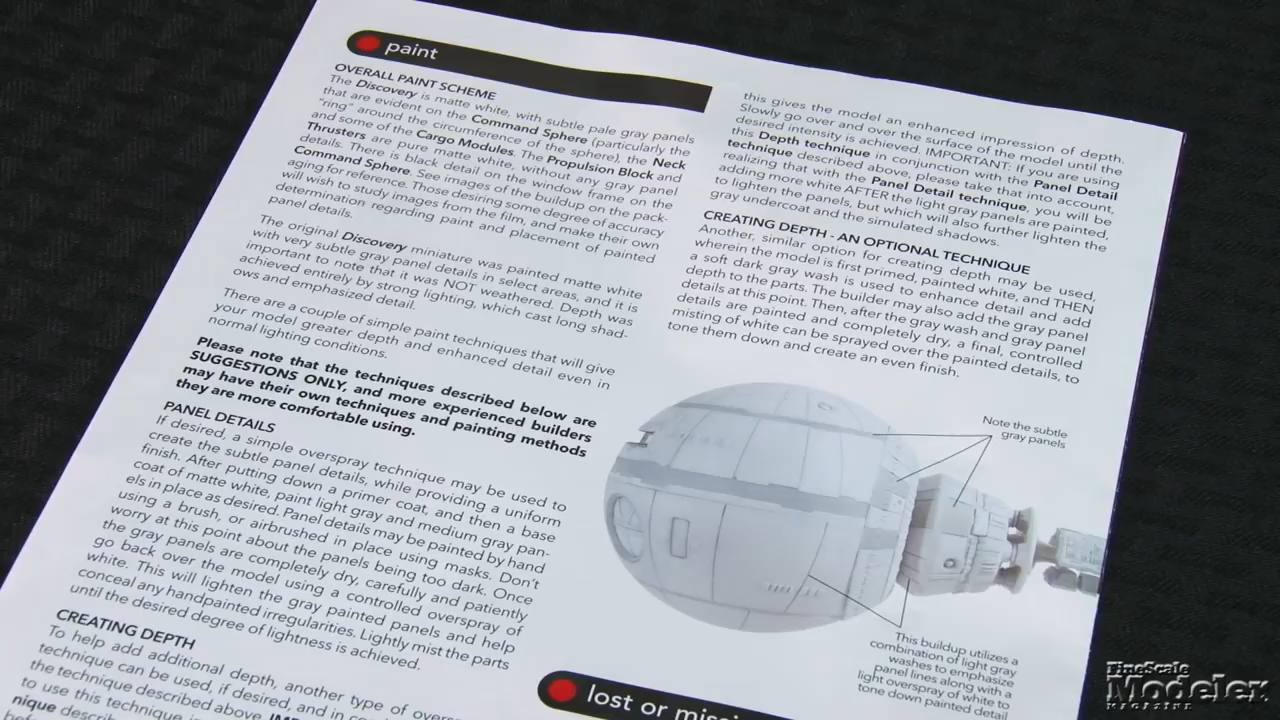 paint
OVERALL PAINT SCHEME
The Discovery is matte white, with subtle pale gray panels
that are evident on the Command Sphere (particularly the
"ring" around the circumference of the sphere), the Neck
and some of the Cargo Modules. The Propulsion Block and
Thrusters are pure matte white, without any gray panel
details. There is black detail on the window frame on the
Command Sphere. See images of the buildup on the pack-
aging for reference. Those desiring some degree of accuracy
will wish to study images from the film, and make their own
determination regarding paint and placement of painted
panel details.
The original Discovery miniature was painted matte white
with very subtle gray panel details in select areas, and it is
important to note that it was NOT weathered. Depth was
achieved entirely by strong lighting, which cast long shad-
ows and emphasized detail.
There are a couple of simple paint techniques that will give
your model greater depth and enhanced detail even in
normal lighting conditions.
Please note that the techniques described below are
SUGGESTIONS ONLY, and more experienced builders
may have their own techniques and painting methods
they are more comfortable using.
PANEL DETAILS
If desired, a simple overspray technique may be used to
create the subtle panel details, while providing a uniform
finish. After putting down a primer coat, and then a base
coat of matte white, paint light gray and medium gray pan-
els in place as desired. Panel details may be painted by hand
using a brush, or airbrushed in place using masks. Don't
worry at this point about the panels being too dark. Once
the gray panels are completely dry, carefully and patiently
go back over the model using a controlled overspray of
white. This will lighten the gray painted panels and help
conceal any handpainted irregularities. Lightly mist the parts
until the desired degree of lightness is achieved.
CREATING DEPTH
To help add additional depth, another type of overs
technique can be used, if desired, and in con
the technique described above.
to use this technique i
nique describ
this gives the model an enhanced impression of depth.
Slowly go over and over the surface of the model until the
desired intensity is achieved. IMPORTANT: if you are using
this Depth technique in conjunction with the Panel Detail
technique described above, please take that into account,
realizing that with the Panel Detail technique, you will be
adding more white AFTER the light gray panels are painted,
to lighten the panels, but which will also further lighten the
gray undercoat and the simulated shadows.
CREATING DEPTH - AN OPTIONAL TECHNIQUE
Another, similar option for creating depth may be used,
wherein the model is first primed, painted white, and THEN
a soft dark gray wash is used to enhance detail and add
depth to the parts. The builder may also add the gray panel
details at this point. Then, after the gray wash and gray panel
details are painted and completely dry, a final, controlled
misting of white can be sprayed over the painted details, to
tone them down and create an even finish.
Note the subtle
gray panels
This buildup utilizes a
combination of light gray
washes to emphasize
panel lines along with a
light overspray of white to
tone down painted detail
lost or missi
FineScale
Modeler
MAGAZINE